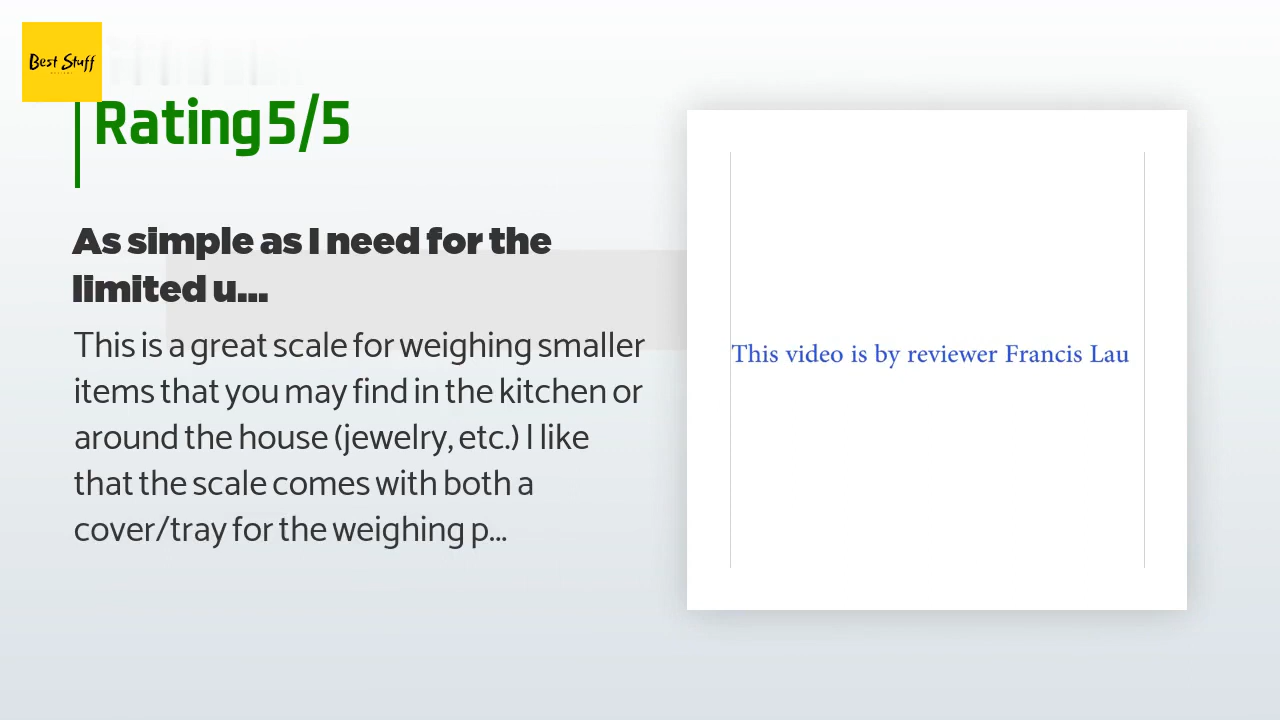 Best Stuff
Rating 5/5
As simple as I need for the
limited u...
This is a great scale for weighing smaller
items that you may find in the kitchen or
around the house (jewelry, etc.) I like
that the scale comes with both a
cover/tray for the weighing p...
This video is by reviewer Francis Lau